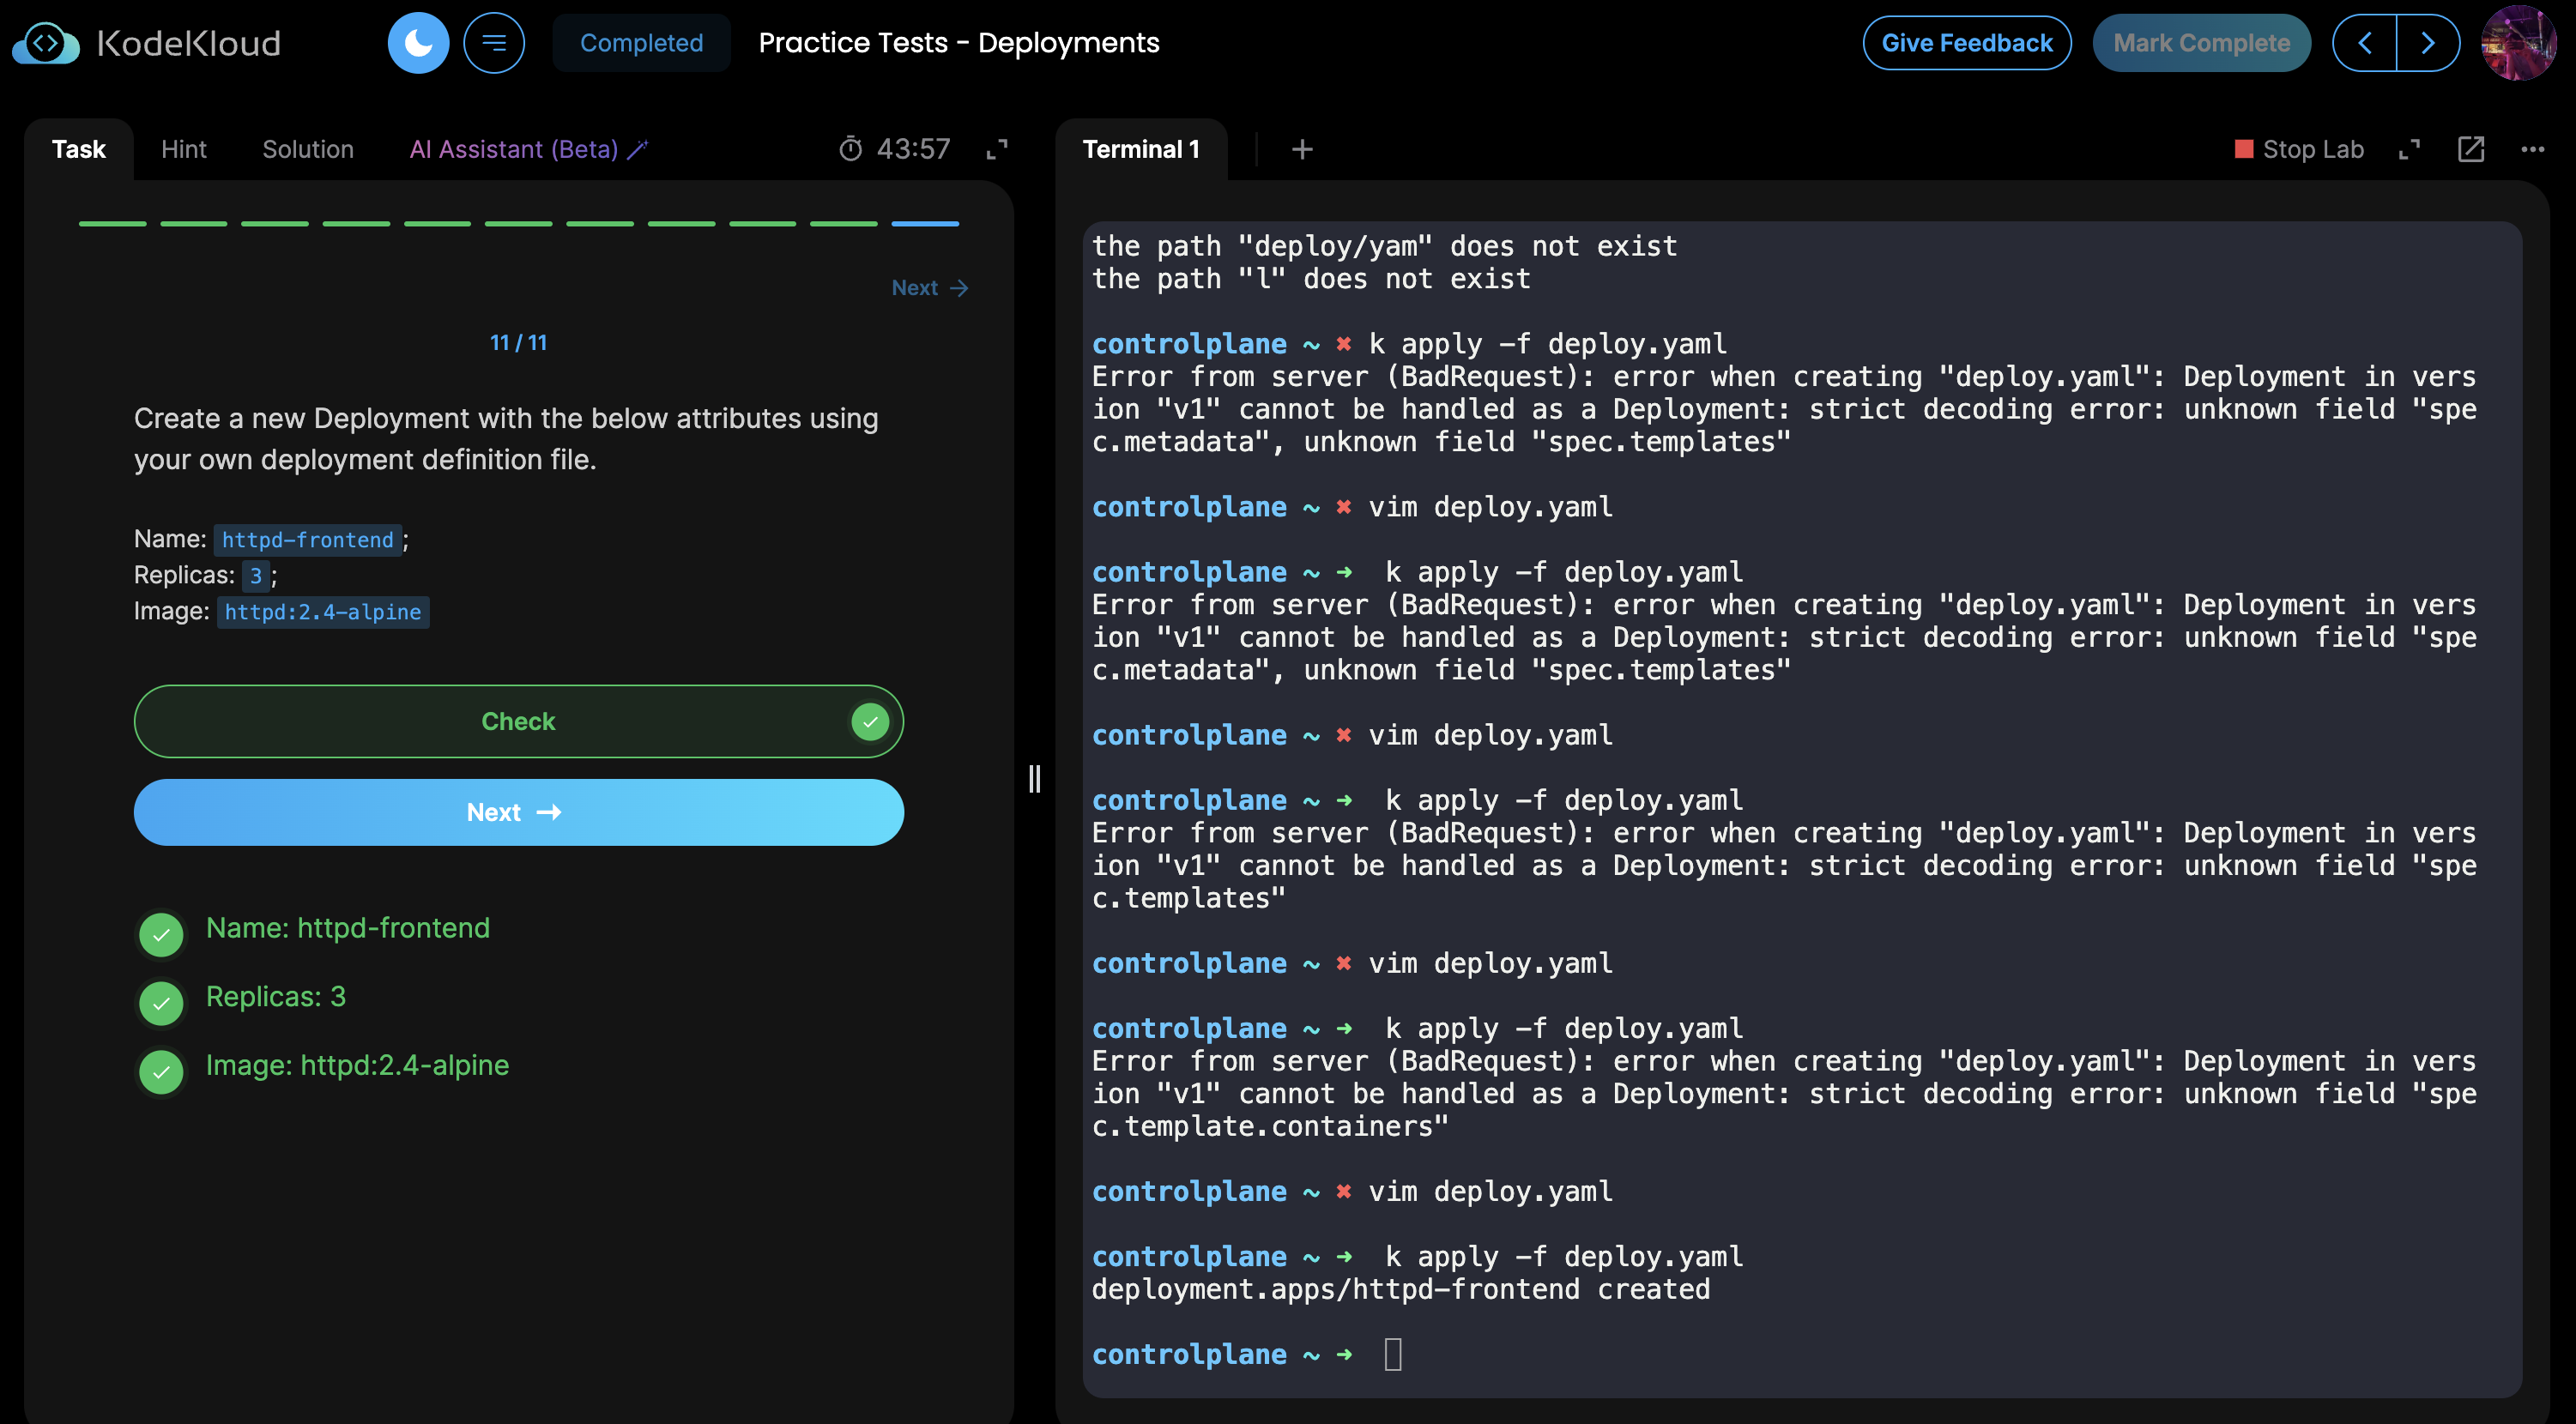 KodeKloud
Completed
Practice Tests - Deployments
Give Feedback
Mark Complete
Task
Hint
Solution
AI Assistant (Beta)
43:57
Next →
11 / 11
Create a new Deployment with the below attributes using
your own deployment definition file.
Name: httpd-frontend;
Replicas: 3;
Image: httpd:2.4-alpine
Check
Next →
Name: httpd-frontend
Replicas: 3
Image: httpd:2.4-alpine
Terminal 1
+
Stop Lab
the path "deploy/yam" does not exist
the path "l" does not exist
controlplane ~ ✖ k apply -f deploy.yaml
Error from server (BadRequest): error when creating "deploy.yaml": Deployment in vers
ion "v1" cannot be handled as a Deployment: strict decoding error: unknown field "spe
c.metadata", unknown field "spec.templates"
controlplane ~ ✖ vim deploy.yaml
controlplane ~ ➜ k apply -f deploy.yaml
Error from server (BadRequest): error when creating "deploy.yaml": Deployment in vers
ion "v1" cannot be handled as a Deployment: strict decoding error: unknown field "spe
c.metadata", unknown field "spec.templates"
controlplane ~ ✖ vim deploy.yaml
controlplane ~ ➜ k apply -f deploy.yaml
Error from server (BadRequest): error when creating "deploy.yaml": Deployment in vers
ion "v1" cannot be handled as a Deployment: strict decoding error: unknown field "spe
c.templates"
controlplane ~ ✖ vim deploy.yaml
controlplane ~ ➜ k apply -f deploy.yaml
Error from server (BadRequest): error when creating "deploy.yaml": Deployment in vers
ion "v1" cannot be handled as a Deployment: strict decoding error: unknown field "spe
c.template.containers"
controlplane ~ ✖ vim deploy.yaml
controlplane ~ ➜ k apply -f deploy.yaml
deployment.apps/httpd-frontend created
controlplane ~ ➜